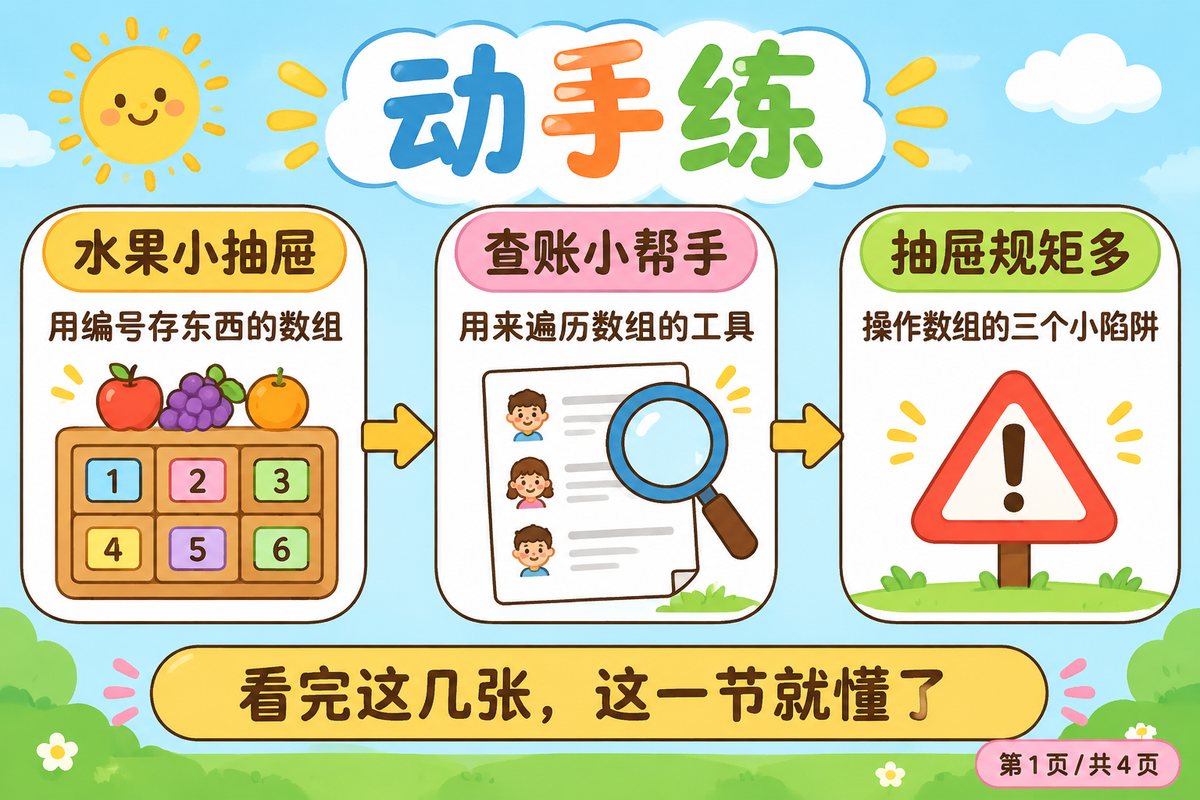 动手练
水果小抽屉
用编号存东西的数组
1
2
3
4
5
6
查账小帮手
用来遍历数组的工具
抽屉规矩多
操作数组的三个小陷阱
看完这几张，这一节就懂了
第1页/共4页